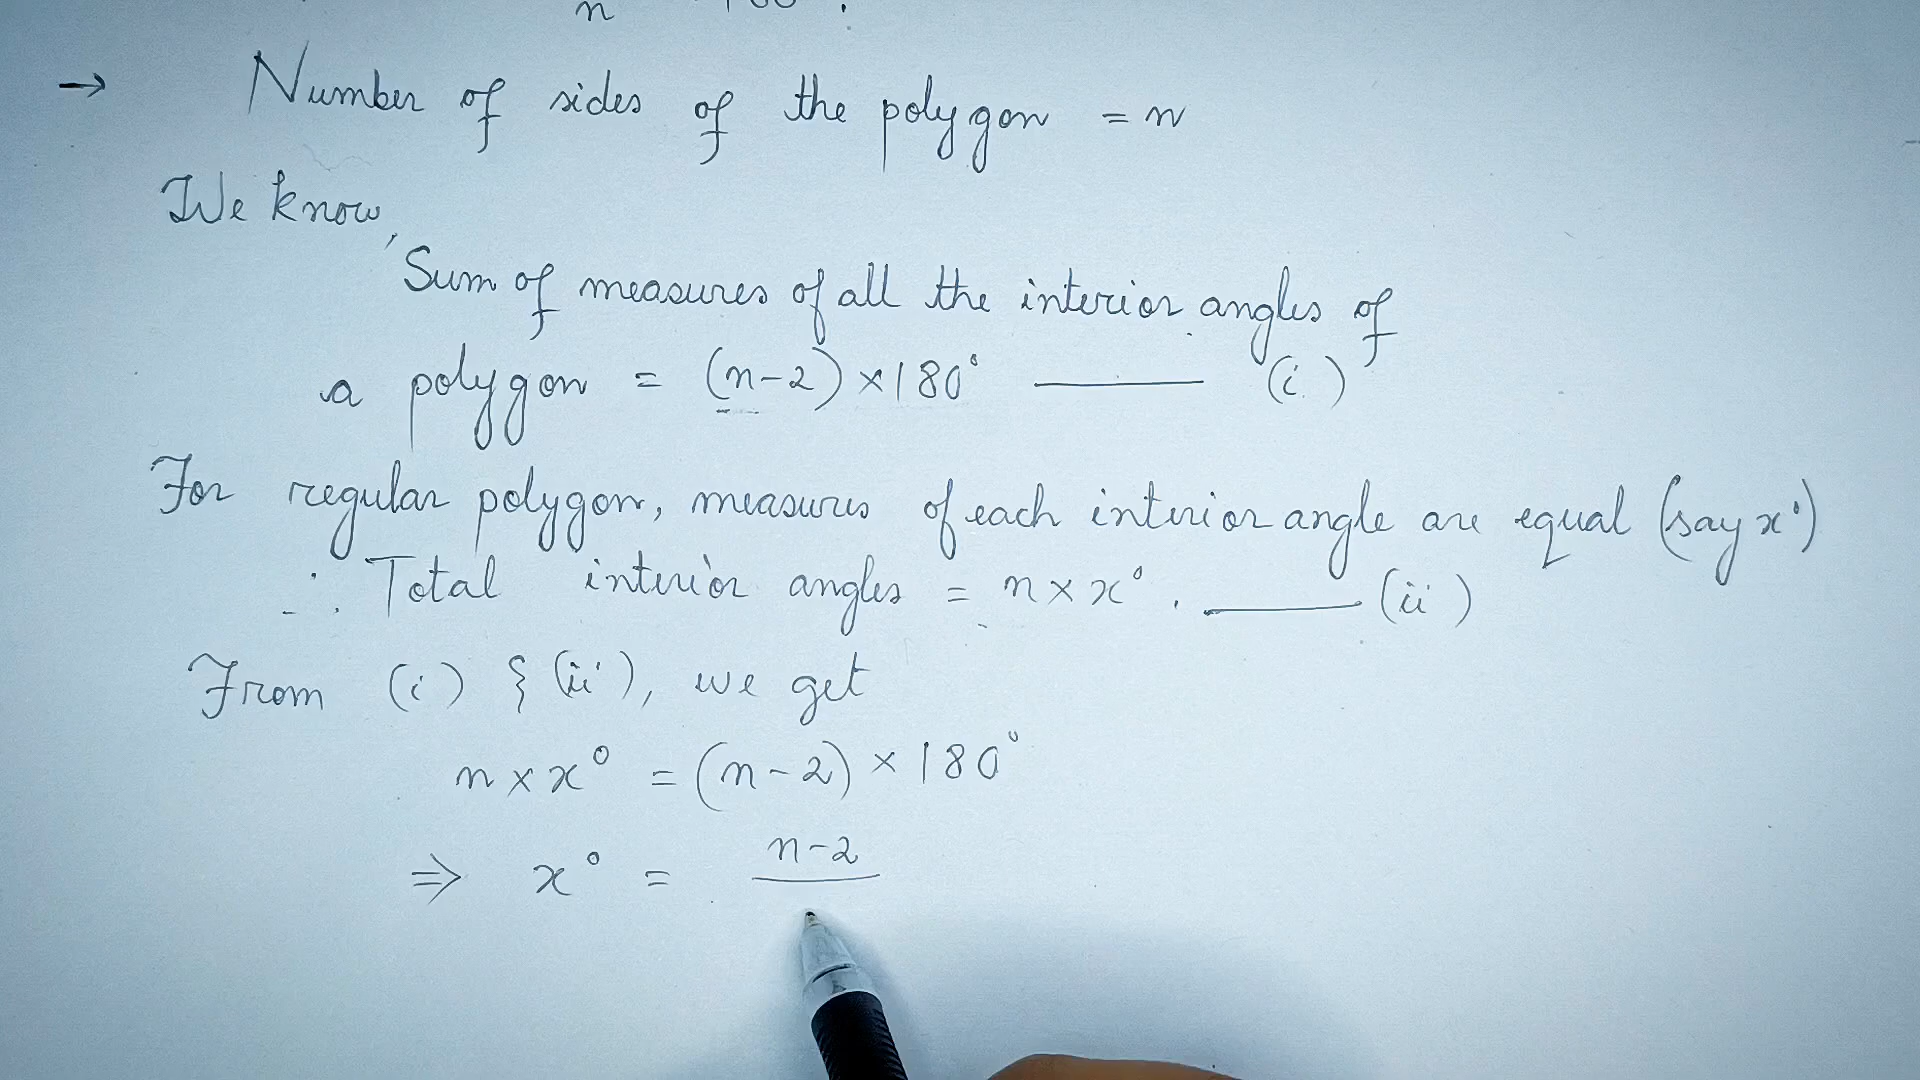 n
→ Number of sides of the polygon = n
We know,
Sum of measures of all the interior angles of
a polygon = (n-2) × 180° ——— (i)
For regular polygon, measures of each interior angle are equal (say x°)
∴ Total interior angles = n × x°. ——— (ii)
From (i) & (ii), we get
n × x° = (n-2) × 180°
⇒ x° = n-2